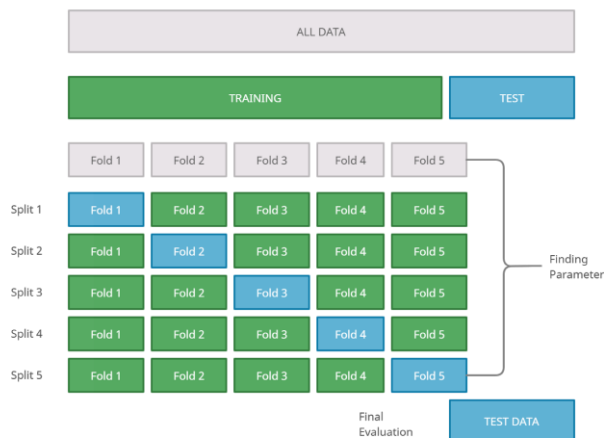 ALL DATA
TRAINING TEST
Fold 1 Fold 2 Fold 3 Fold 4 Fold 5
Split 1 Fold 1 Fold 2 Fold 3 Fold 4 Fold 5
Split 2 Fold 1 Fold 2 Fold 3 Fold 4 Fold 5
Finding
Parameter
Split 3 Fold 1 Fold 2 Fold 3 Fold 4 Fold 5
Split 4 Fold 1 Fold 2 Fold 3 Fold 4 Fold 5
Split 5 Fold 1 Fold 2 Fold 3 Fold 4 Fold 5
Final
Evaluation
TEST DATA